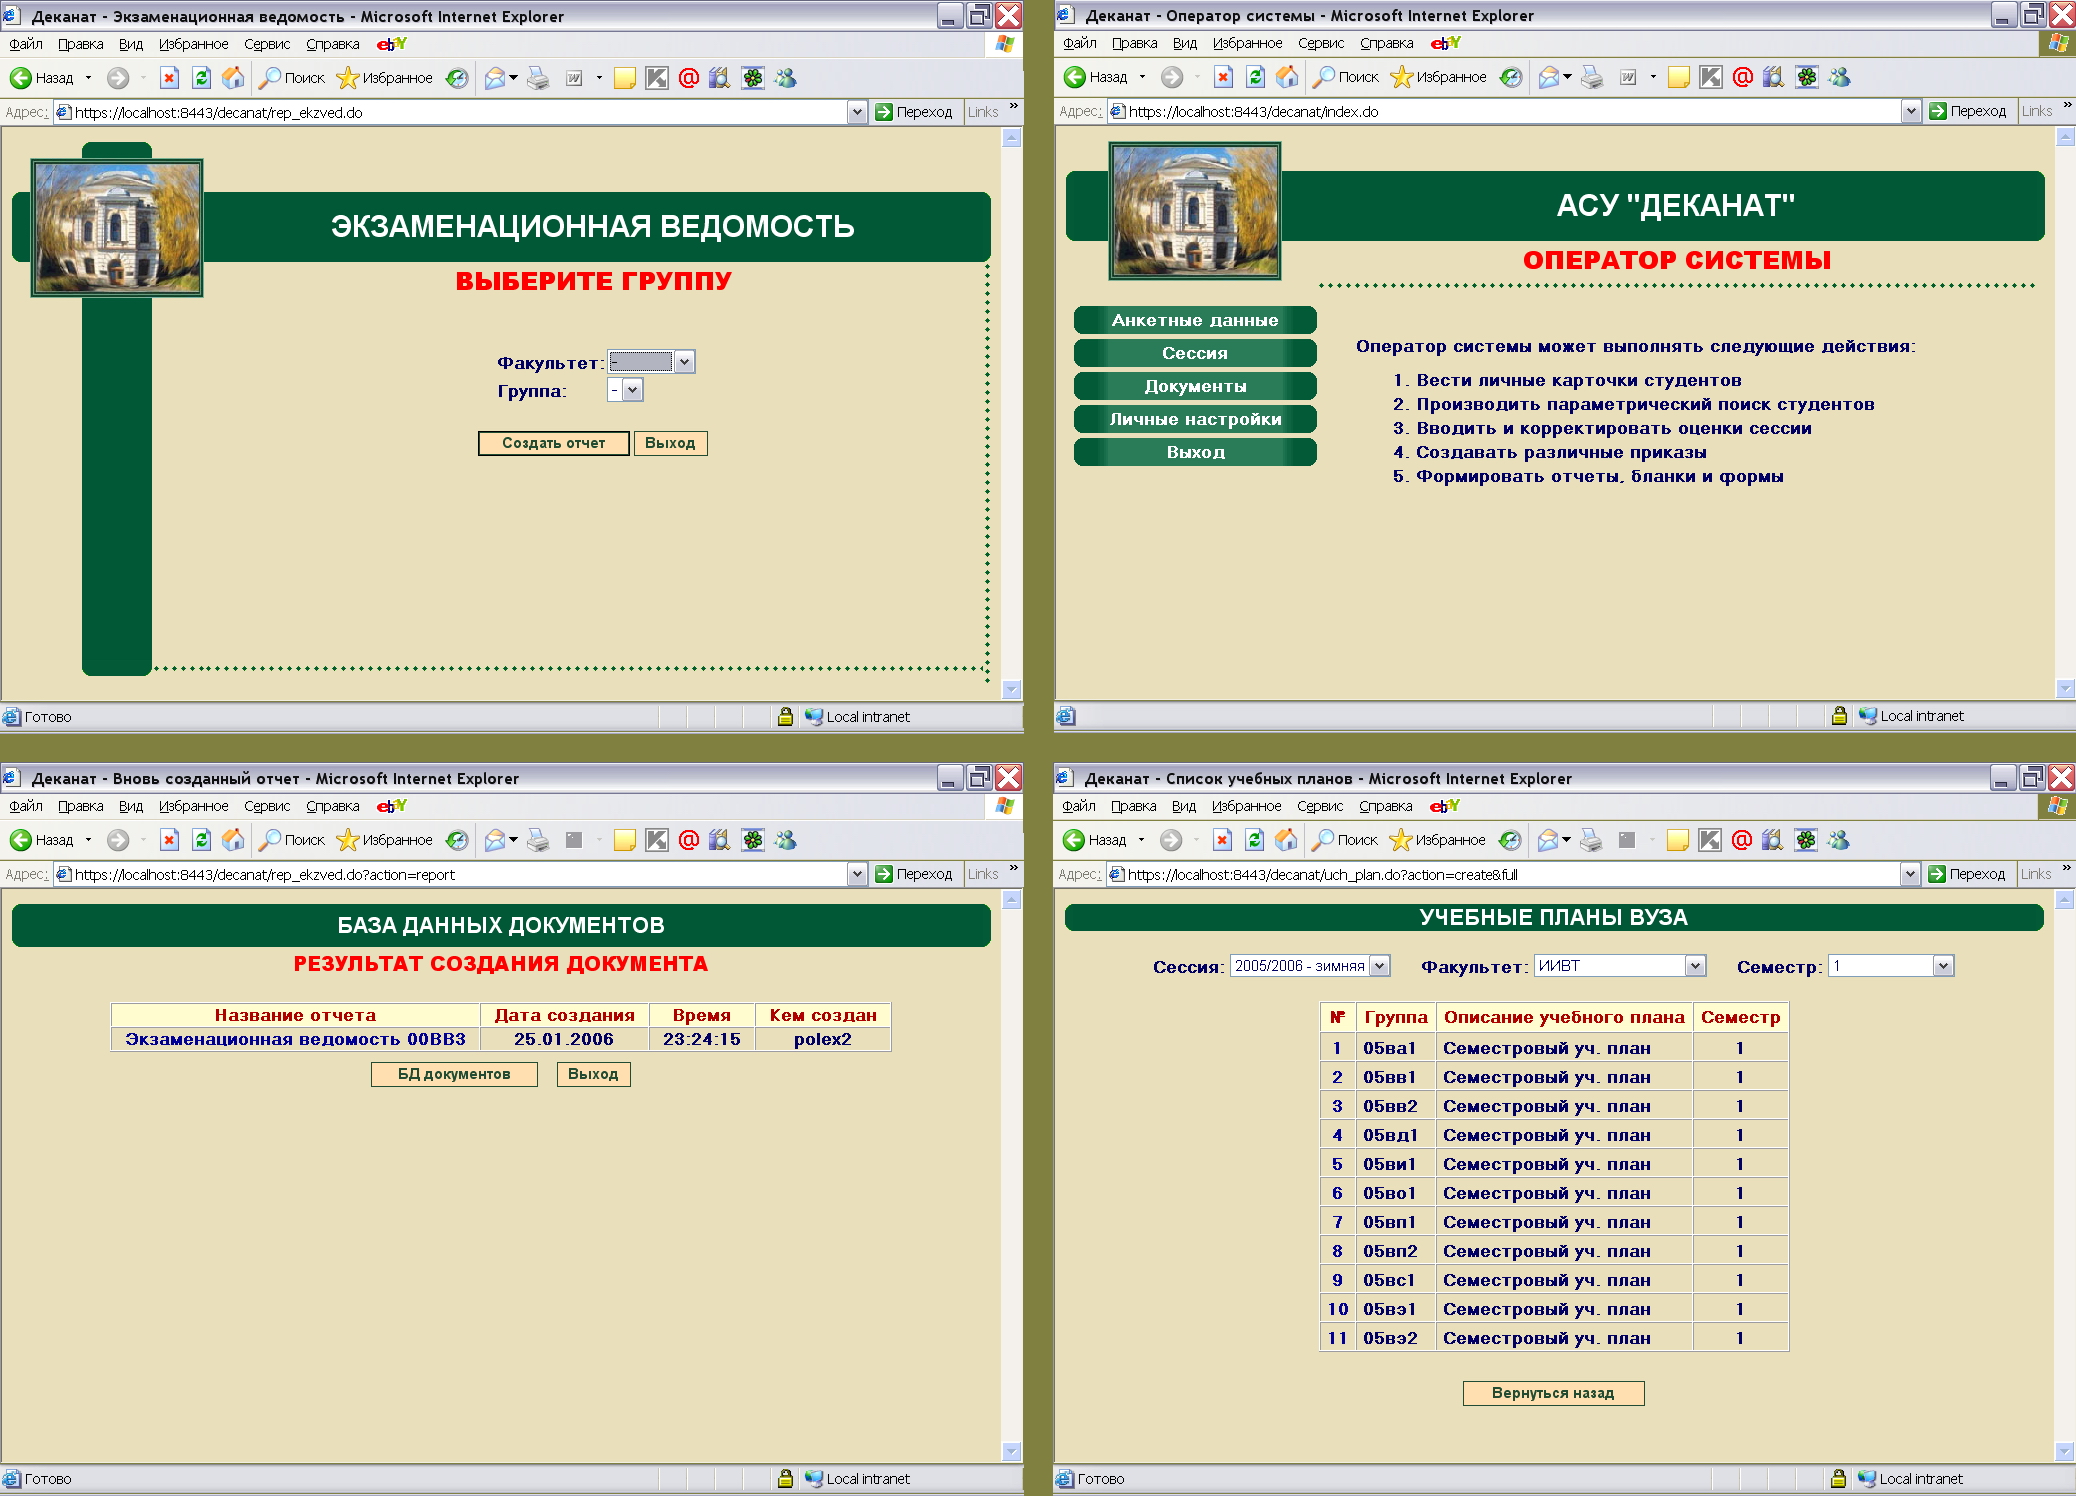 Деканат - Экзаменационная ведомость - Microsoft Internet Explorer
Файл Правка Вид Избранное Сервис Справка ebY
Назад Поиск Избранное
Адрес: https://localhost:8443/decanat/rep_ekzved.do Переход Links »
ЭКЗАМЕНАЦИОННАЯ ВЕДОМОСТЬ
ВЫБЕРИТЕ ГРУППУ
Факультет: -
Группа: -
Создать отчет Выход
Готово Local intranet
Деканат - Оператор системы - Microsoft Internet Explorer
Файл Правка Вид Избранное Сервис Справка ebY
Назад Поиск Избранное
Адрес: https://localhost:8443/decanat/index.do Переход Links »
АСУ "ДЕКАНАТ"
ОПЕРАТОР СИСТЕМЫ
Анкетные данные
Сессия
Документы
Личные настройки
Выход
Оператор системы может выполнять следующие действия:
1. Вести личные карточки студентов
2. Производить параметрический поиск студентов
3. Вводить и корректировать оценки сессии
4. Создавать различные приказы
5. Формировать отчеты, бланки и формы
Local intranet
Деканат - Вновь созданный отчет - Microsoft Internet Explorer
Файл Правка Вид Избранное Сервис Справка ebY
Назад Поиск Избранное
Адрес: https://localhost:8443/decanat/rep_ekzved.do?action=report Переход Links »
БАЗА ДАННЫХ ДОКУМЕНТОВ
РЕЗУЛЬТАТ СОЗДАНИЯ ДОКУМЕНТА
Название отчета Дата создания Время Кем создан
Экзаменационная ведомость 00ВВ3 25.01.2006 23:24:15 polex2
БД документов Выход
Готово Local intranet
Деканат - Список учебных планов - Microsoft Internet Explorer
Файл Правка Вид Избранное Сервис Справка ebY
Назад Поиск Избранное
Адрес: https://localhost:8443/decanat/uch_plan.do?action=create&full Переход Links »
УЧЕБНЫЕ ПЛАНЫ ВУЗА
Сессия: 2005/2006 - зимняя Факультет: ИИВТ Семестр: 1
№ Группа Описание учебного плана Семестр
1 05ва1 Семестровый уч. план 1
2 05вв1 Семестровый уч. план 1
3 05вв2 Семестровый уч. план 1
4 05вд1 Семестровый уч. план 1
5 05ви1 Семестровый уч. план 1
6 05во1 Семестровый уч. план 1
7 05вп1 Семестровый уч. план 1
8 05вп2 Семестровый уч. план 1
9 05вс1 Семестровый уч. план 1
10 05вэ1 Семестровый уч. план 1
11 05вэ2 Семестровый уч. план 1
Вернуться назад
Готово Local intranet